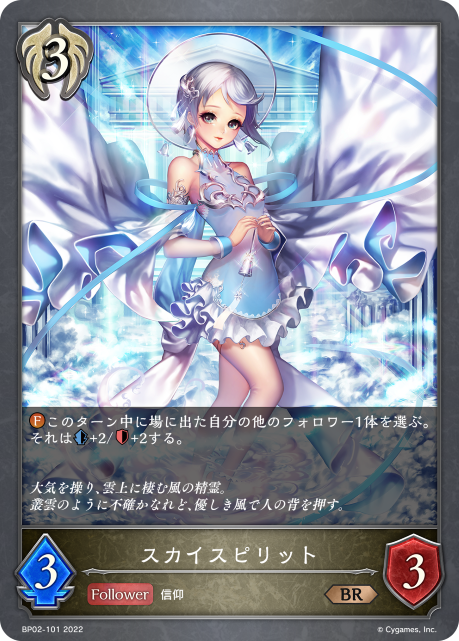 3
Fこのターン中に場に出た自分の他のフォロワー1体を選ぶ。
それは+2/+2する。
大気を操り、雲上に棲む風の精霊。
叢雲のように不確かなれど、優しき風で人の背を押す。
スカイスピリット
3
Follower 信仰
BR
3
BP02-101 2022
© Cygames, Inc.